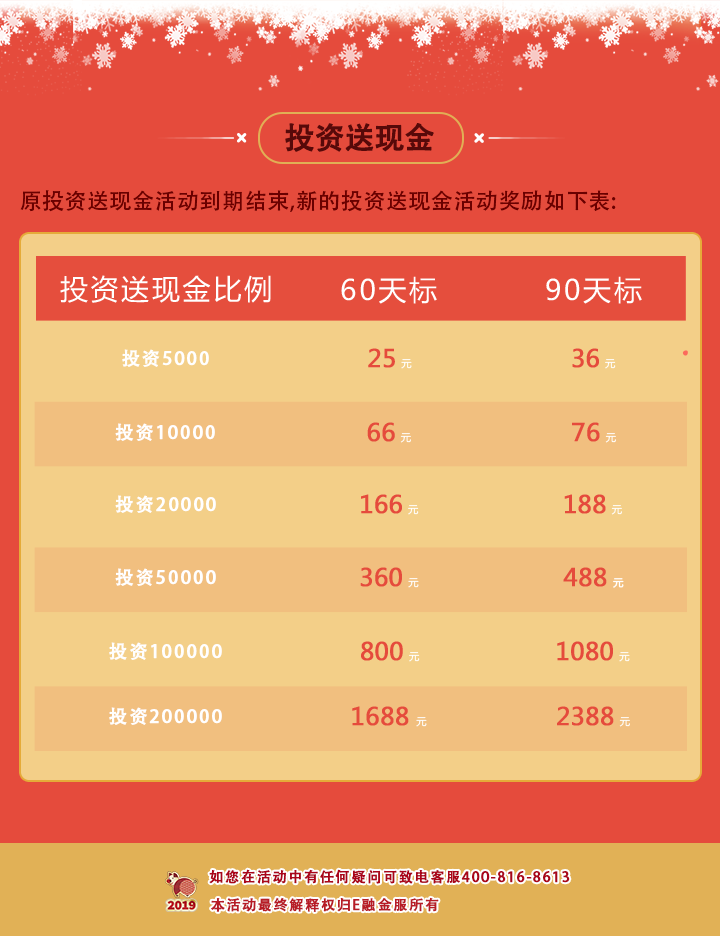 投资送现金
原投资送现金活动到期结束,新的投资送现金活动奖励如下表:
投资送现金比例 60天标 90天标
投资5000 25元 36元
投资10000 66元 76元
投资20000 166元 188元
投资50000 360元 488元
投资100000 800元 1080元
投资200000 1688元 2388元
如您在活动中有任何疑问可致电客服400-816-8613
2019 本活动最终解释权归E融金服所有